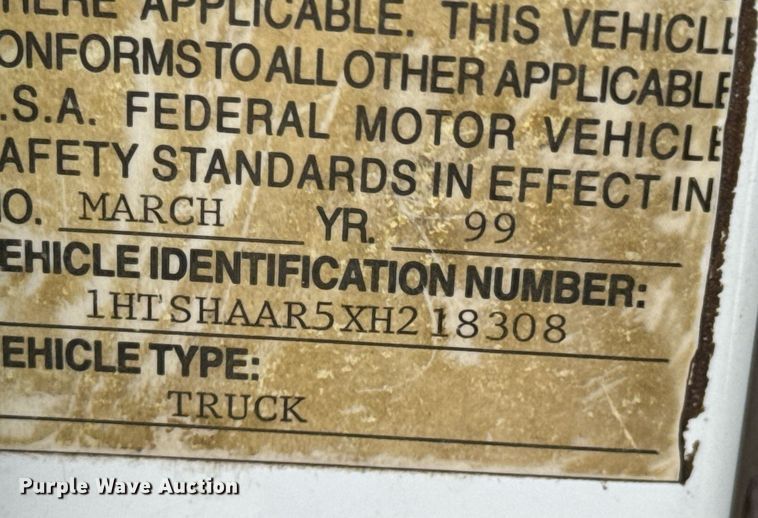 HERE APPLICABLE. THIS VEHICLE
ONFORMS TO ALL OTHER APPLICABLE
.S.A. FEDERAL MOTOR VEHICLE
AFETY STANDARDS IN EFFECT IN
O. MARCH YR. 99
EHICLE IDENTIFICATION NUMBER:
1HTSHAAR5XH218308
EHICLE TYPE:
TRUCK
Purple Wave Auction